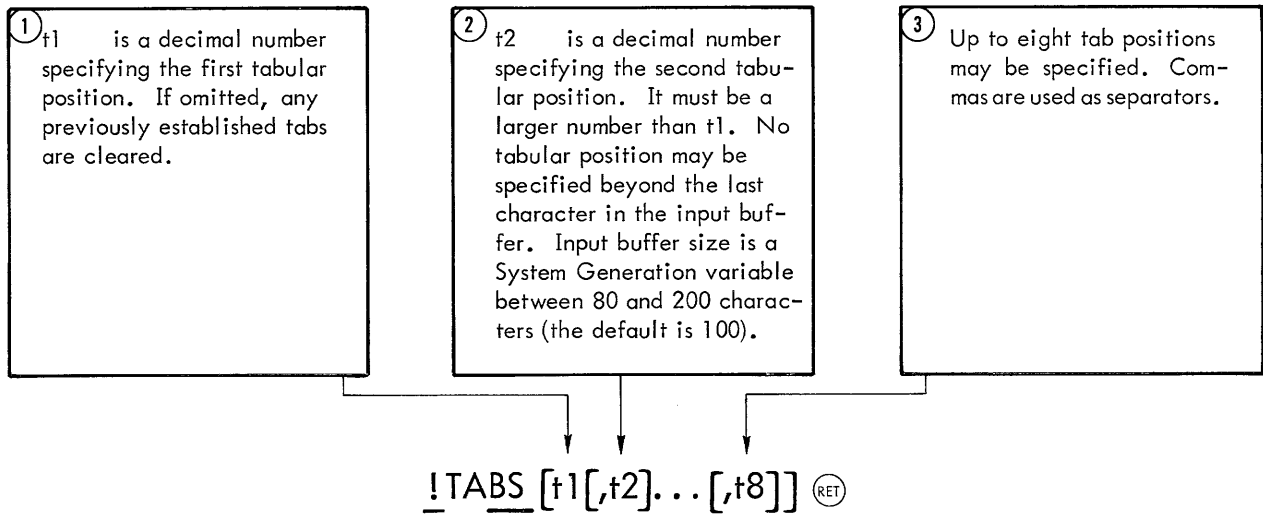 1
t1 is a decimal number
specifying the first tabular
position. If omitted, any
previously established tabs
are cleared.
2
t2 is a decimal number
specifying the second tabu-
lar position. It must be a
larger number than t1. No
tabular position may be
specified beyond the last
character in the input buf-
fer. Input buffer size is a
System Generation variable
between 80 and 200 charac-
ters (the default is 100).
3
Up to eight tab positions
may be specified. Com-
mas are used as separators.
!TABS [t1[,t2]...[,t8]] RET